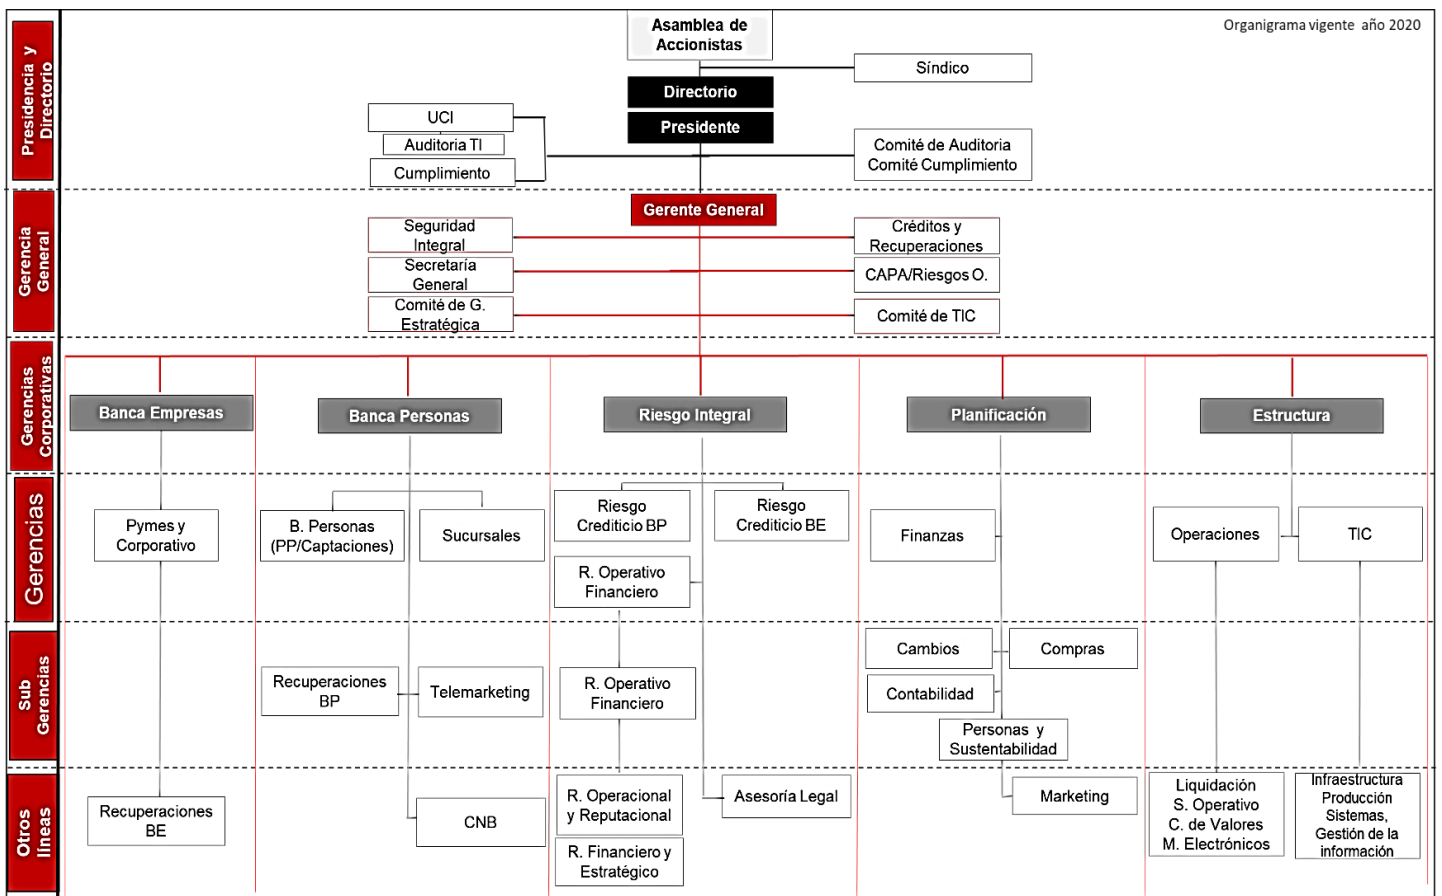 Organigrama vigente año 2020
Presidencia y
Directorio
Asamblea de
Accionistas
Síndico
Directorio
Presidente
UCI
Auditoria TI
Cumplimiento
Comité de Auditoria
Comité Cumplimiento
Gerencia
General
Gerente General
Seguridad
Integral
Créditos y
Recuperaciones
Secretaría
General
CAPA/Riesgos O.
Comité de G.
Estratégica
Comité de TIC
Gerencias
Corporativas
Banca Empresas
Banca Personas
Riesgo Integral
Planificación
Estructura
Gerencias
Pymes y
Corporativo
B. Personas
(PP/Captaciones)
Sucursales
Riesgo
Crediticio BP
Riesgo
Crediticio BE
R. Operativo
Financiero
Finanzas
Operaciones
TIC
Sub
Gerencias
Recuperaciones
BP
Telemarketing
R. Operativo
Financiero
Cambios
Compras
Contabilidad
Personas y
Sustentabilidad
Otros
líneas
Recuperaciones
BE
CNB
R. Operacional
y Reputacional
R. Financiero y
Estratégico
Asesoría Legal
Marketing
Liquidación
S. Operativo
C. de Valores
M. Electrónicos
Infraestructura
Producción
Sistemas,
Gestión de la
información